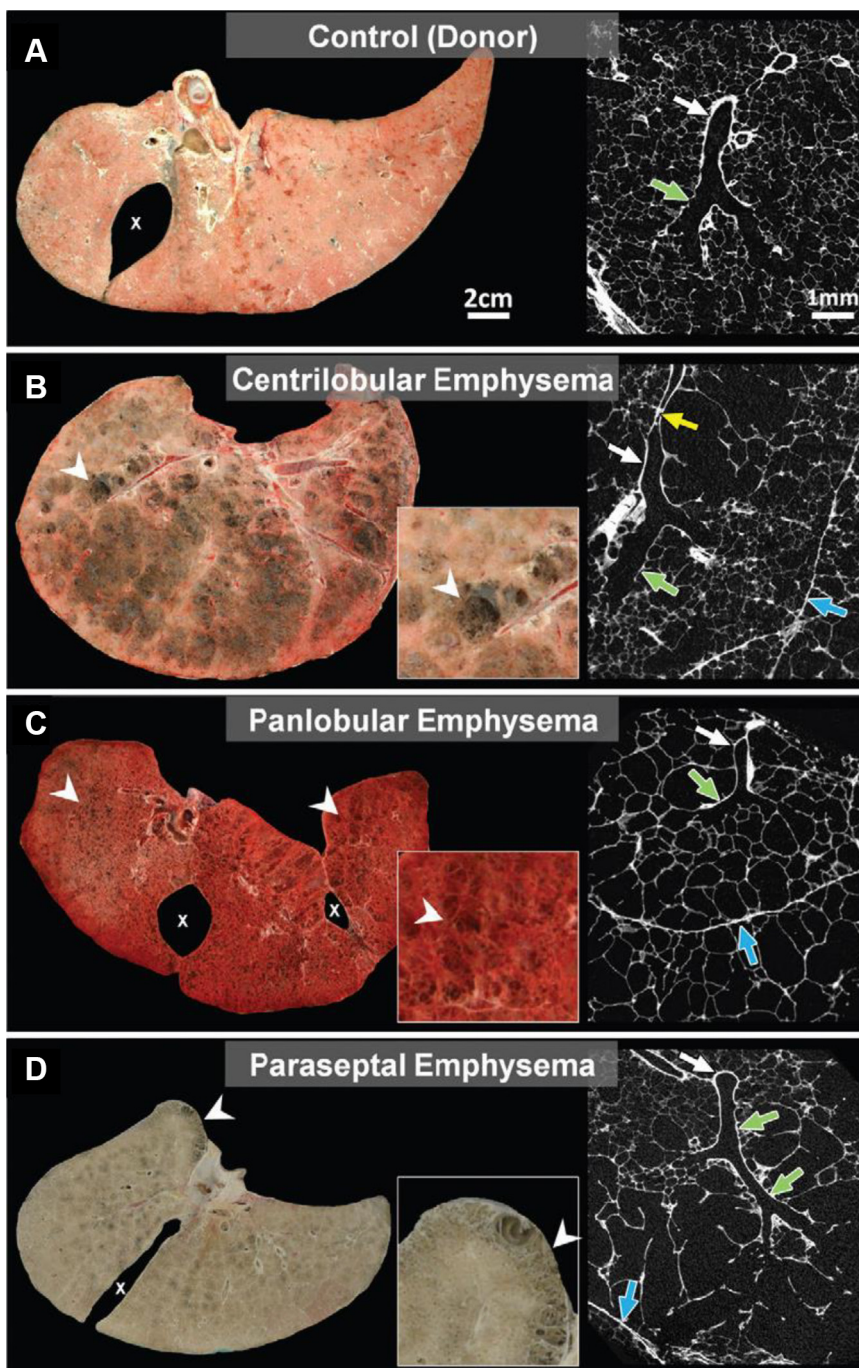 A
Control (Donor)
X
2cm
1mm
B
Centrilobular Emphysema
C
Panlobular Emphysema
X
X
D
Paraseptal Emphysema
X